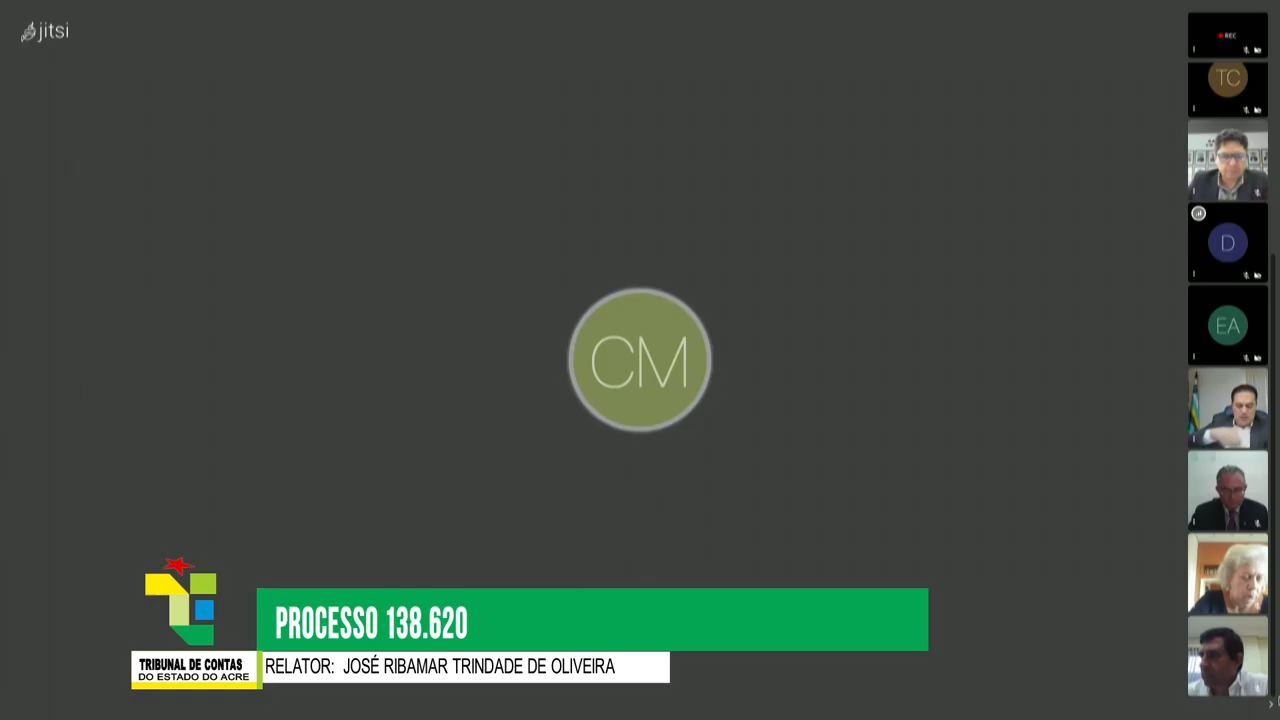 jitsi
REC
TC
D
EA
CM
PROCESSO 138.620
TRIBUNAL DE CONTAS
DO ESTADO DO ACRE
RELATOR: JOSÉ RIBAMAR TRINDADE DE OLIVEIRA